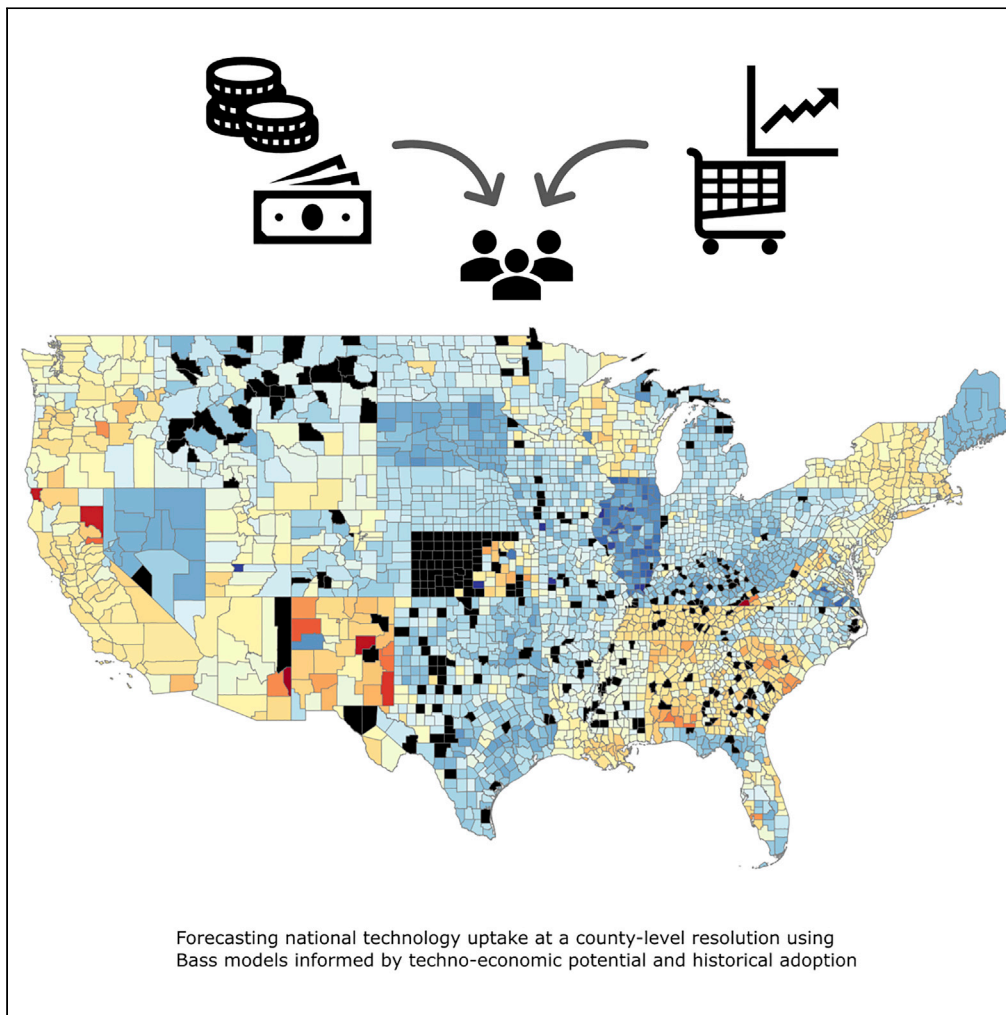 Forecasting national technology uptake at a county-level resolution using
Bass models informed by techno-economic potential and historical adoption